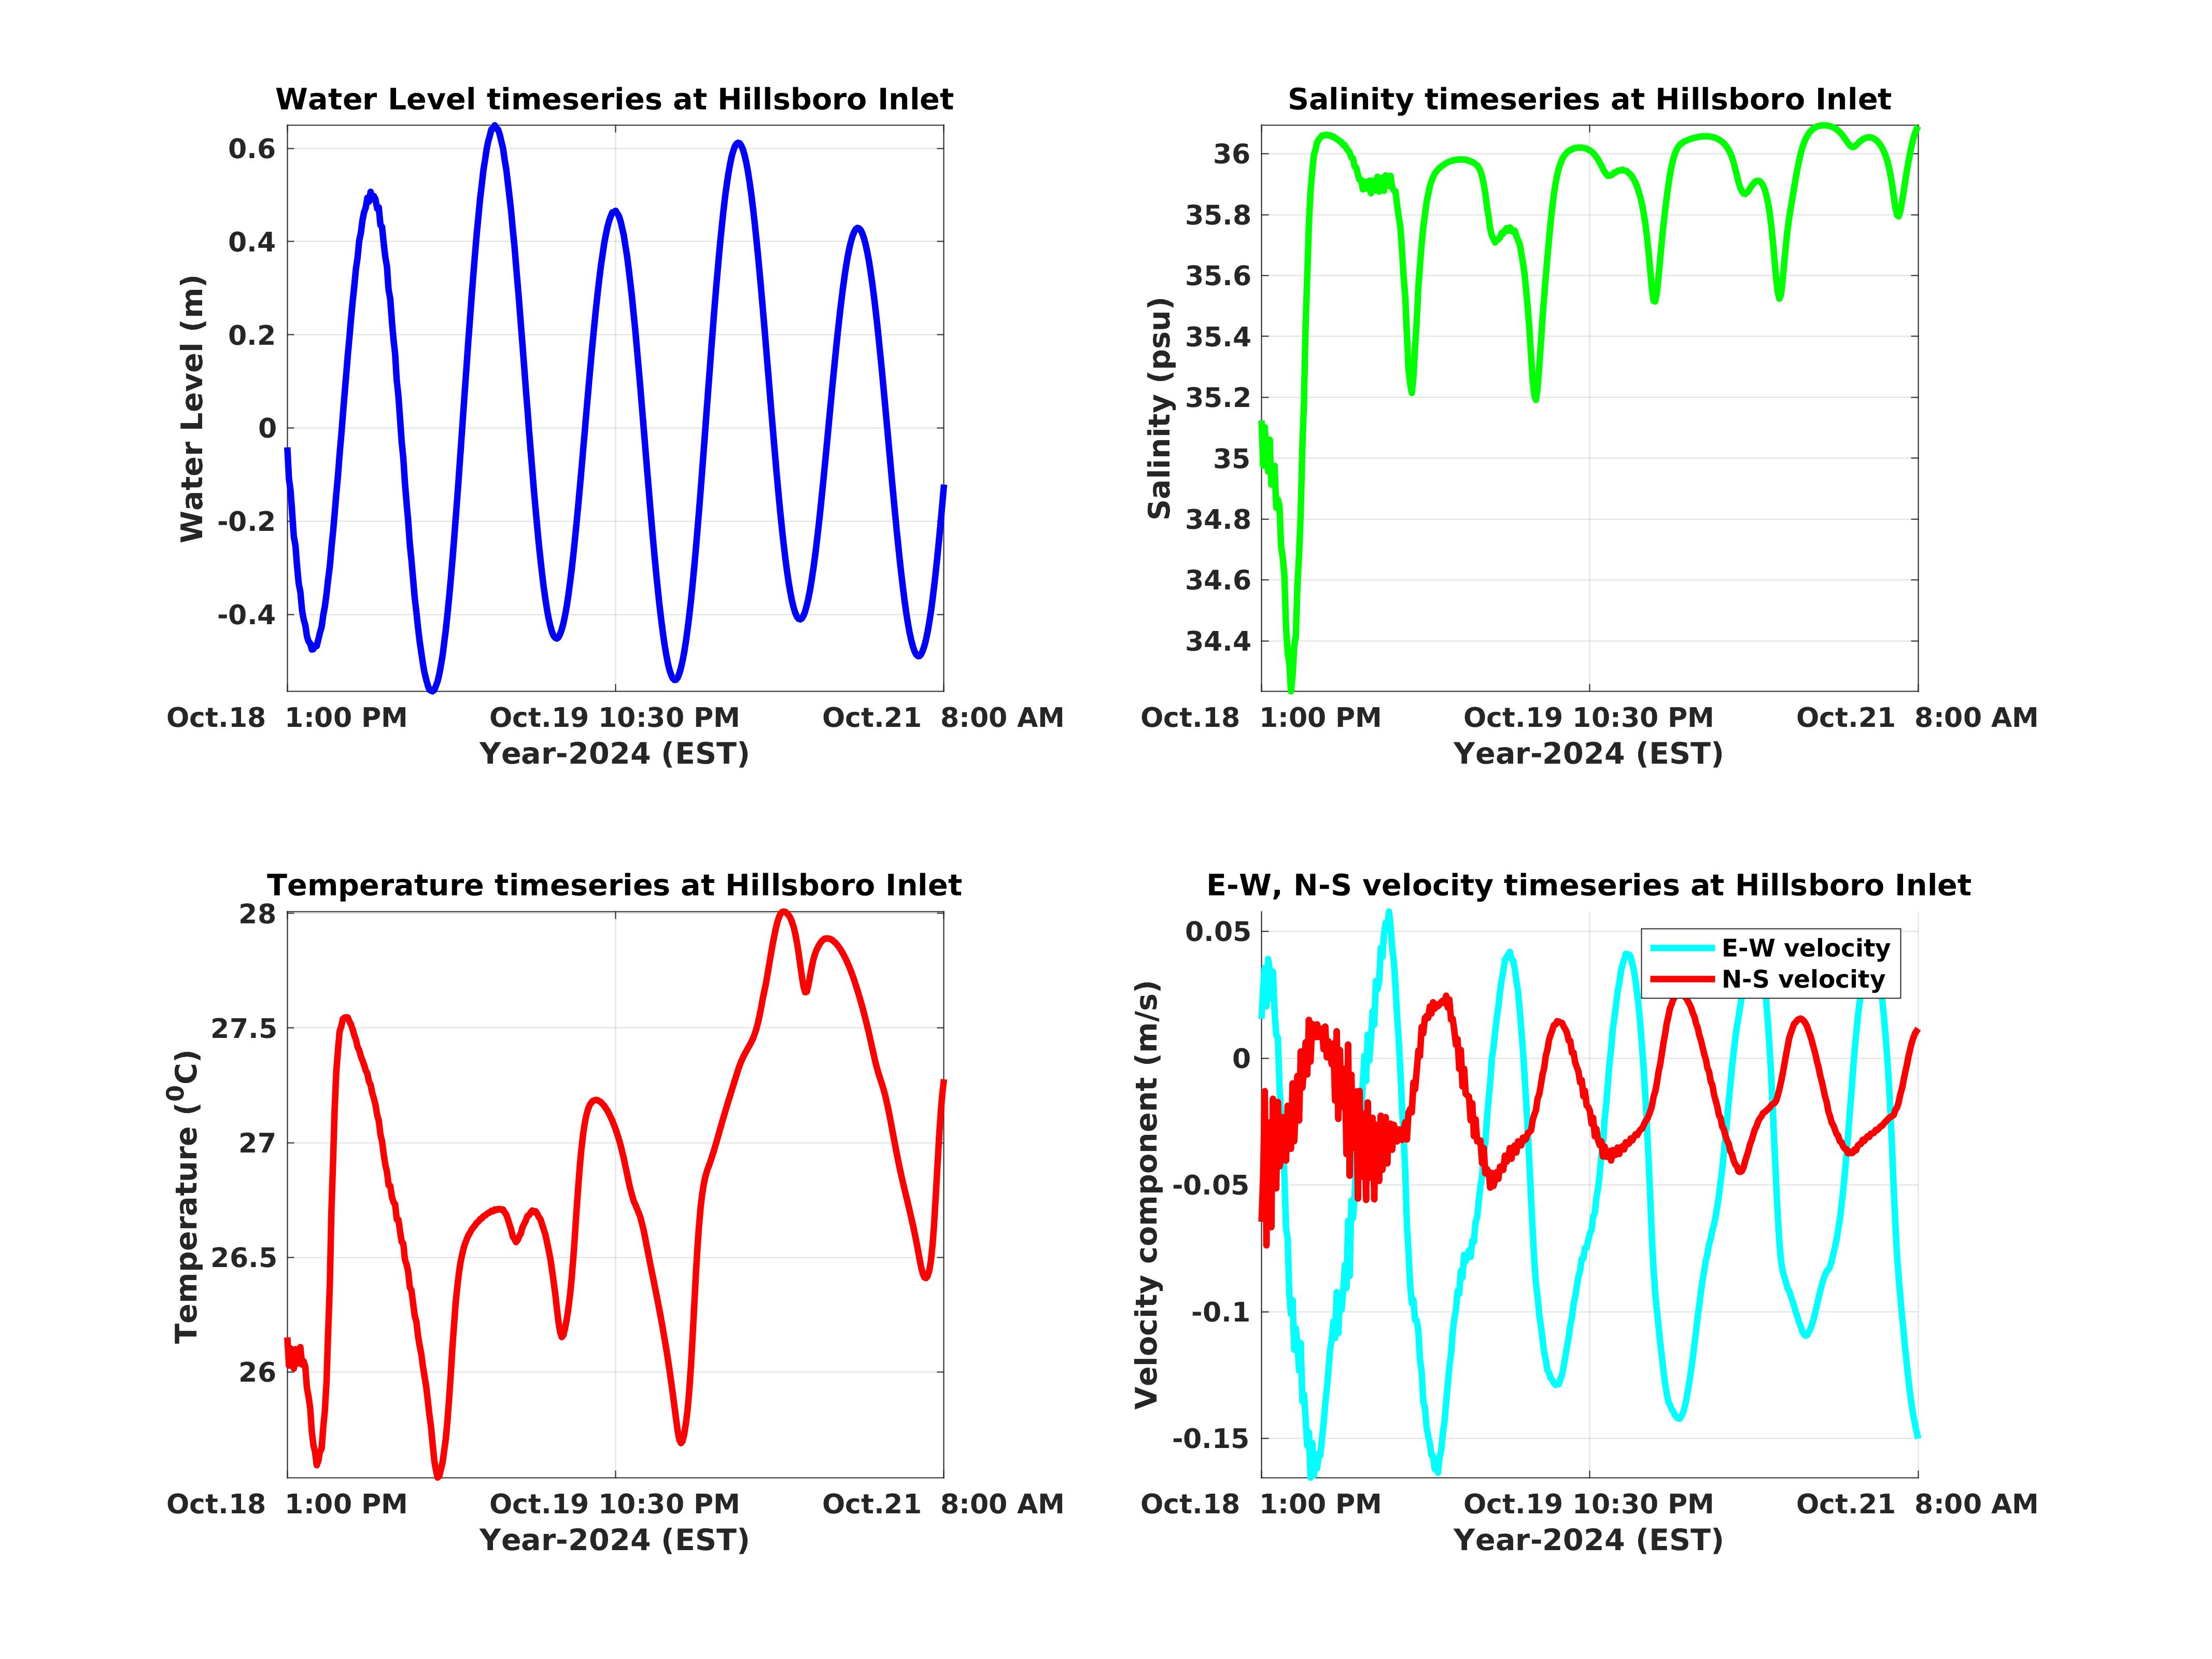 Water Level timeseries at Hillsboro Inlet
Water Level (m)
0.6
0.4
0.2
0
-0.2
-0.4
Oct.18 1:00 PM
Oct.19 10:30 PM
Oct.21 8:00 AM
Year-2024 (EST)
Salinity timeseries at Hillsboro Inlet
Salinity (psu)
36
35.8
35.6
35.4
35.2
35
34.8
34.6
34.4
Oct.18 1:00 PM
Oct.19 10:30 PM
Oct.21 8:00 AM
Year-2024 (EST)
Temperature timeseries at Hillsboro Inlet
Temperature (⁰C)
28
27.5
27
26.5
26
Oct.18 1:00 PM
Oct.19 10:30 PM
Oct.21 8:00 AM
Year-2024 (EST)
E-W, N-S velocity timeseries at Hillsboro Inlet
Velocity component (m/s)
0.05
0
-0.05
-0.1
-0.15
E-W velocity
N-S velocity
Oct.18 1:00 PM
Oct.19 10:30 PM
Oct.21 8:00 AM
Year-2024 (EST)